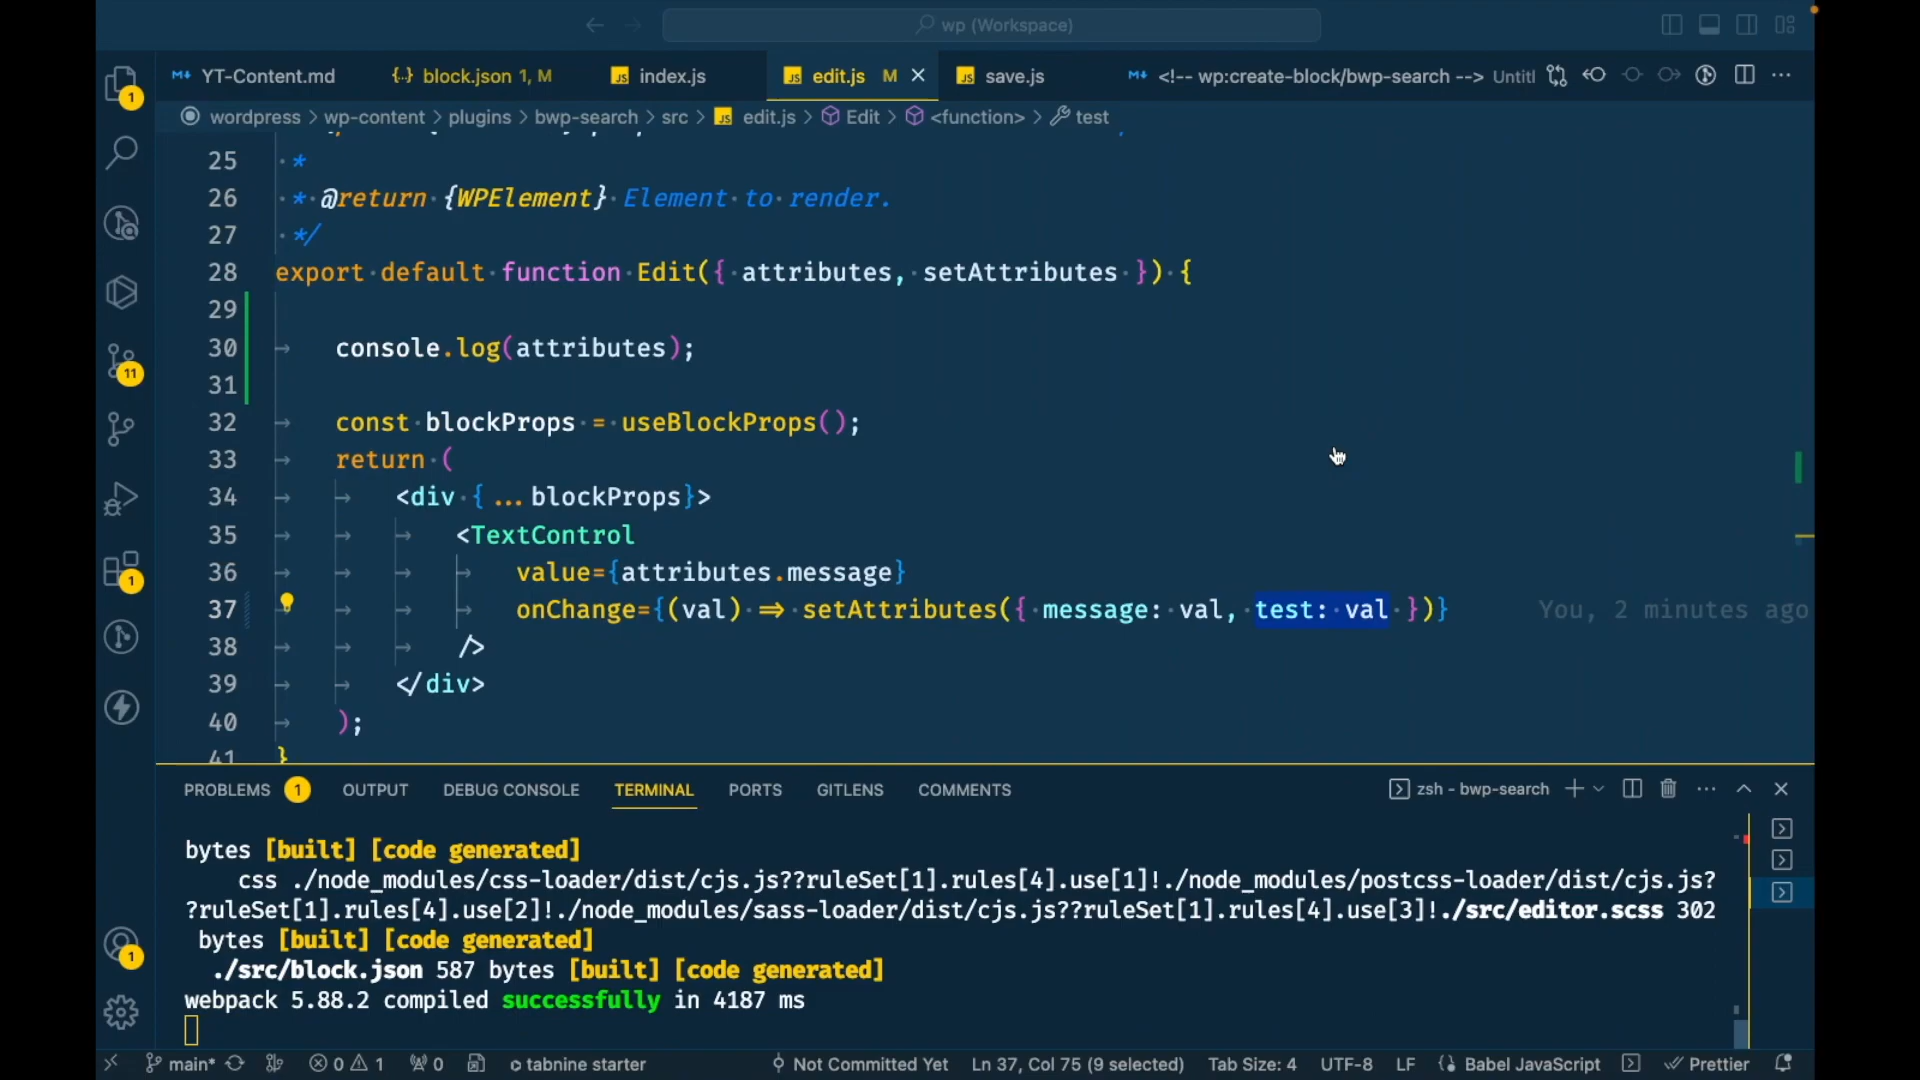 wp (Workspace)
YT-Content.md
block.json 1, M
index.js
edit.js M
save.js
<!-- wp:create-block/bwp-search --> Untitl
wordpress > wp-content > plugins > bwp-search > src > edit.js > Edit > <function> > test
25 *
26 * @return {WPElement} Element to render.
27 */
28 export default function Edit({ attributes, setAttributes }) {
29
30 console.log(attributes);
31
32 const blockProps = useBlockProps();
33 return (
34 <div { ...blockProps}>
35 <TextControl
36 value={attributes.message}
37 onChange={(val) => setAttributes({ message: val, test: val })} You, 2 minutes ago
38 />
39 </div>
40 );
41 }
1
11
1
1
PROBLEMS 1 OUTPUT DEBUG CONSOLE TERMINAL PORTS GITLENS COMMENTS
zsh - bwp-search
bytes [built] [code generated]
css ./node_modules/css-loader/dist/cjs.js??ruleSet[1].rules[4].use[1]!./node_modules/postcss-loader/dist/cjs.js?
?ruleSet[1].rules[4].use[2]!./node_modules/sass-loader/dist/cjs.js??ruleSet[1].rules[4].use[3]!./src/editor.scss 302
bytes [built] [code generated]
./src/block.json 587 bytes [built] [code generated]
webpack 5.88.2 compiled successfully in 4187 ms
main* 0 1 0 tabnine starter Not Committed Yet Ln 37, Col 75 (9 selected) Tab Size: 4 UTF-8 LF Babel JavaScript Prettier